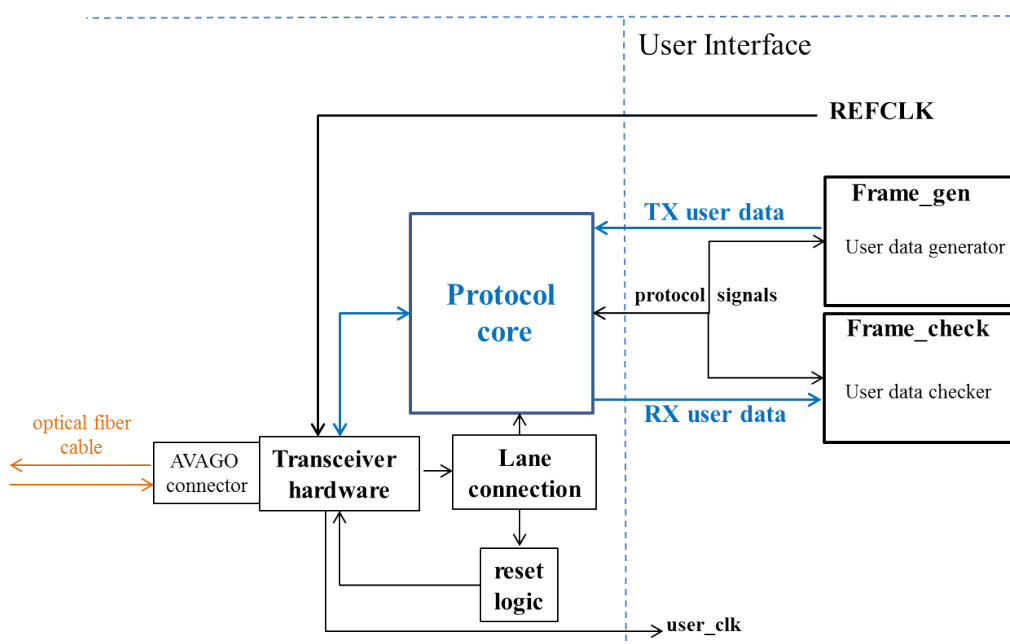 User Interface
REFCLK
Frame_gen
TX user data
User data generator
Protocol
core
protocol signals
Frame_check
User data checker
RX user data
optical fiber
cable
AVAGO
connector
Transceiver
hardware
Lane
connection
reset
logic
user_clk